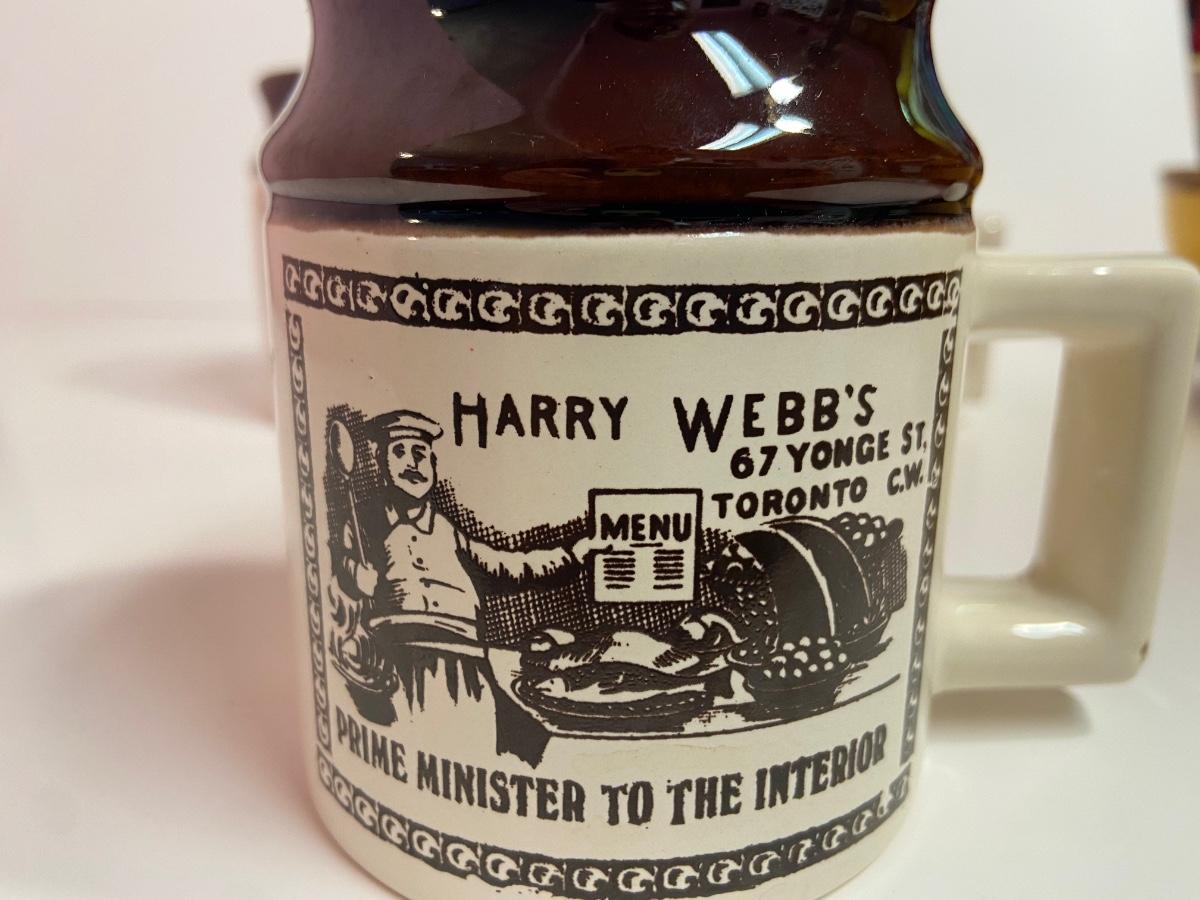 HARRY WEBB'S
67 YONGE ST,
TORONTO C.W.
MENU
PRIME MINISTER TO THE INTERIOR